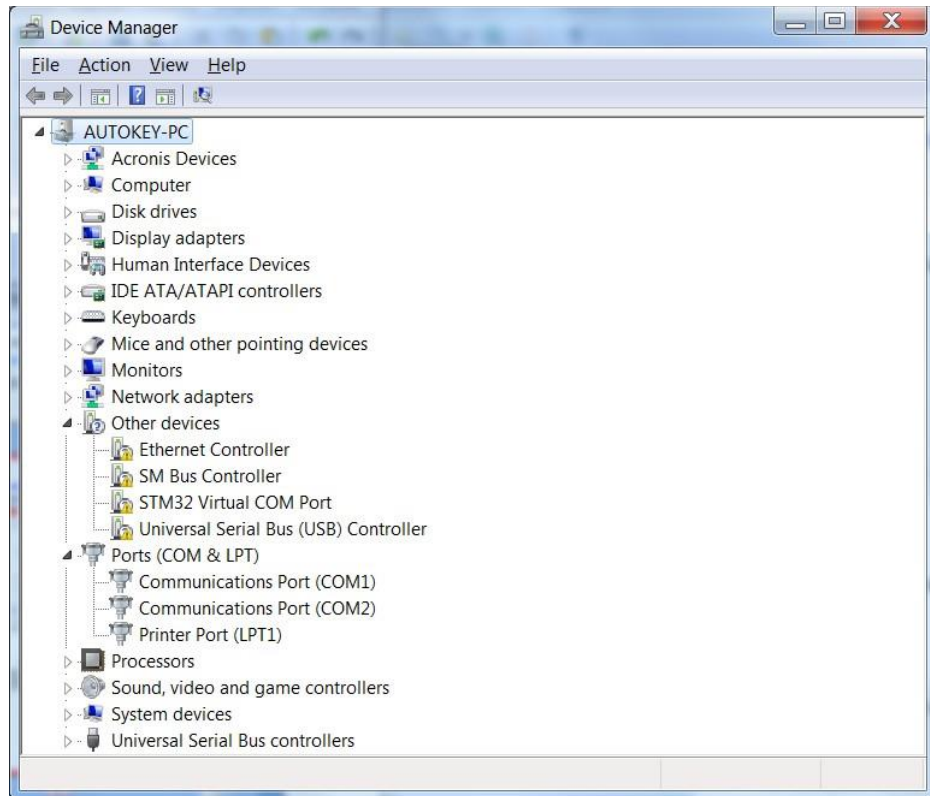 Device Manager
File Action View Help
AUTOKEY-PC
Acronis Devices
Computer
Disk drives
Display adapters
Human Interface Devices
IDE ATA/ATAPI controllers
Keyboards
Mice and other pointing devices
Monitors
Network adapters
Other devices
Ethernet Controller
SM Bus Controller
STM32 Virtual COM Port
Universal Serial Bus (USB) Controller
Ports (COM & LPT)
Communications Port (COM1)
Communications Port (COM2)
Printer Port (LPT1)
Processors
Sound, video and game controllers
System devices
Universal Serial Bus controllers